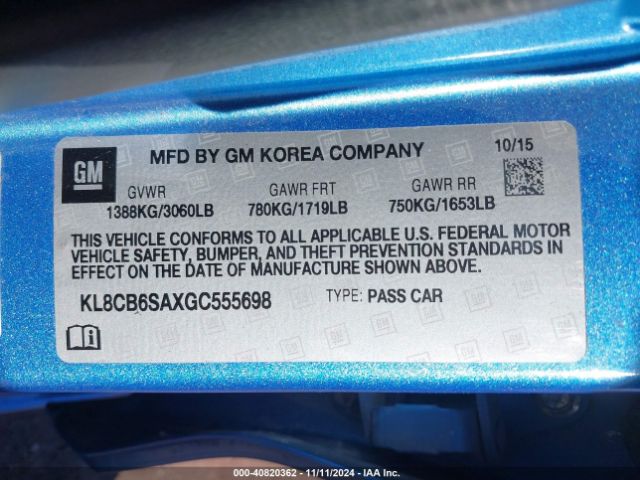 GM
MFD BY GM KOREA COMPANY
10/15
GVWR GAWR FRT GAWR RR
1388KG/3060LB 780KG/1719LB 750KG/1653LB
THIS VEHICLE CONFORMS TO ALL APPLICABLE U.S. FEDERAL MOTOR
VEHICLE SAFETY, BUMPER, AND THEFT PREVENTION STANDARDS IN
EFFECT ON THE DATE OF MANUFACTURE SHOWN ABOVE.
KL8CB6SAXGC555698 TYPE: PASS CAR
000-40820362 - 11/11/2024 - IAA Inc.